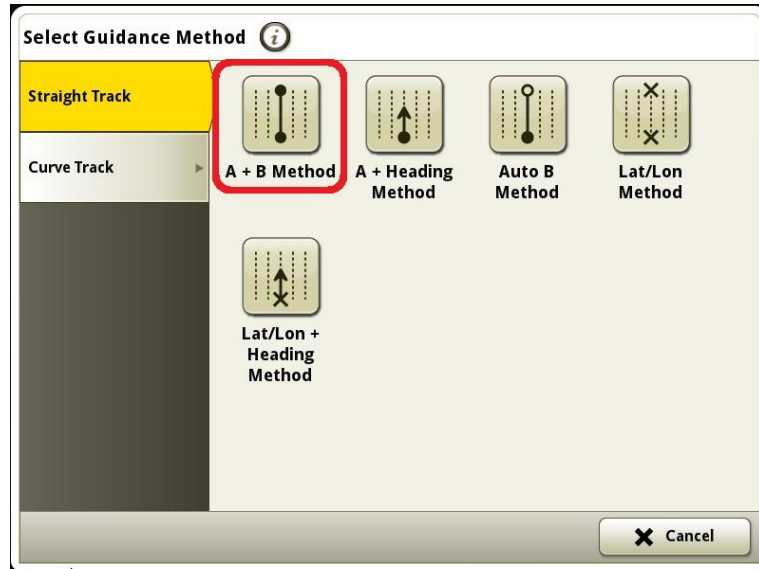 Select Guidance Method i
Straight Track
Curve Track
A + B Method
A + Heading
Method
Auto B
Method
Lat/Lon
Method
Lat/Lon +
Heading
Method
Cancel